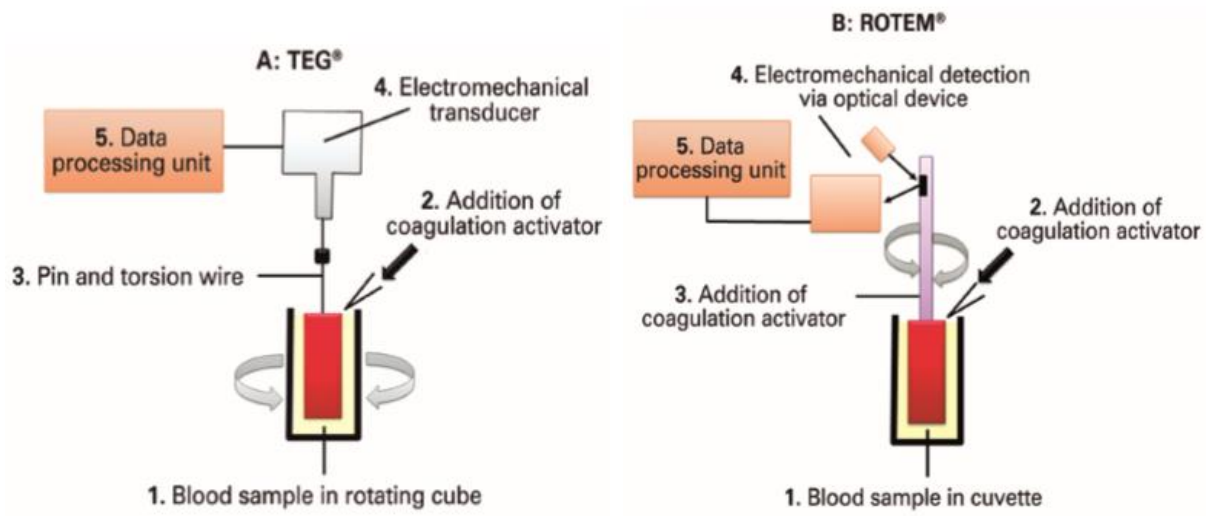 A: TEG®
4. Electromechanical
transducer
5. Data
processing unit
2. Addition of
coagulation activator
3. Pin and torsion wire
1. Blood sample in rotating cube
B: ROTEM®
4. Electromechanical detection
via optical device
5. Data
processing unit
2. Addition of
coagulation activator
3. Addition of
coagulation activator
1. Blood sample in cuvette